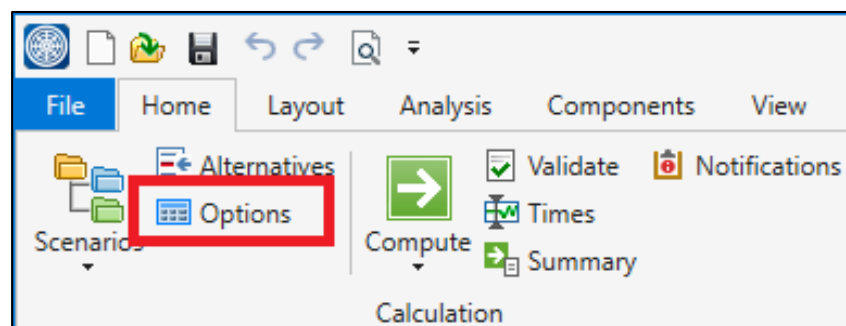 File Home Layout Analysis Components View
Alternatives Validate Notifications
Options Times
Scenarios Compute Summary
Calculation